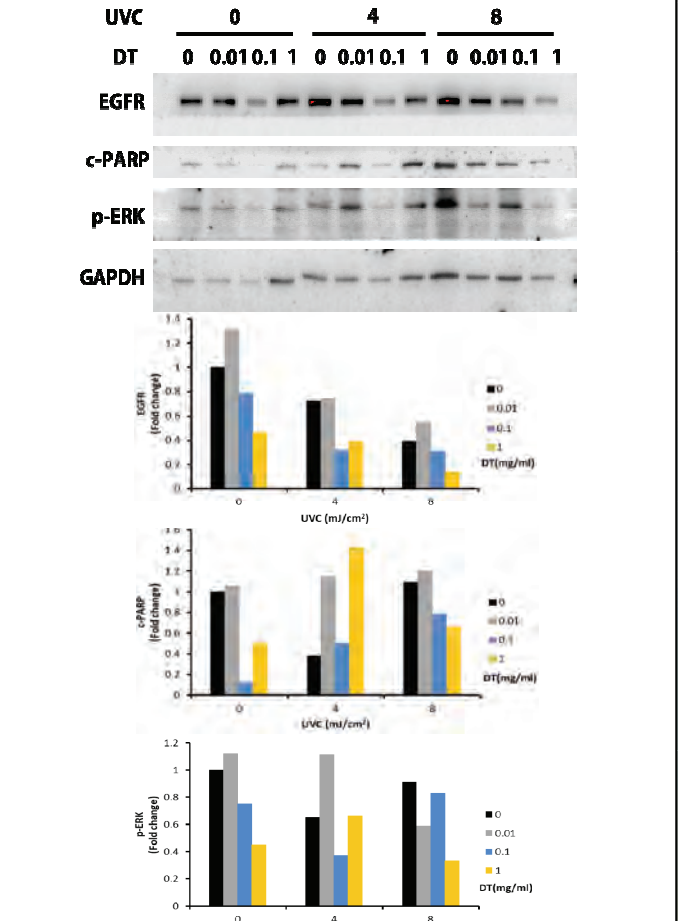 UVC 0 4 8
DT 0 0.01 0.1 1 0 0.01 0.1 1 0 0.01 0.1 1
EGFR
c-PARP
p-ERK
GAPDH
EGFR
(Fold change)
1.4
1.2
1
0.8
0.6
0.4
0.2
0
0 4 8
UVC (mJ/cm²)
0
0.01
0.1
1
DT(mg/ml)
c-PARP
(Fold change)
1.6
1.4
1.2
1
0.8
0.6
0.4
0.2
0
0 4 8
UVC (mJ/cm²)
0
0.01
0.1
1
DT(mg/ml)
p-ERK
(Fold change)
1.2
1
0.8
0.6
0.4
0.2
0
0 4 8
0
0.01
0.1
1
DT(mg/ml)